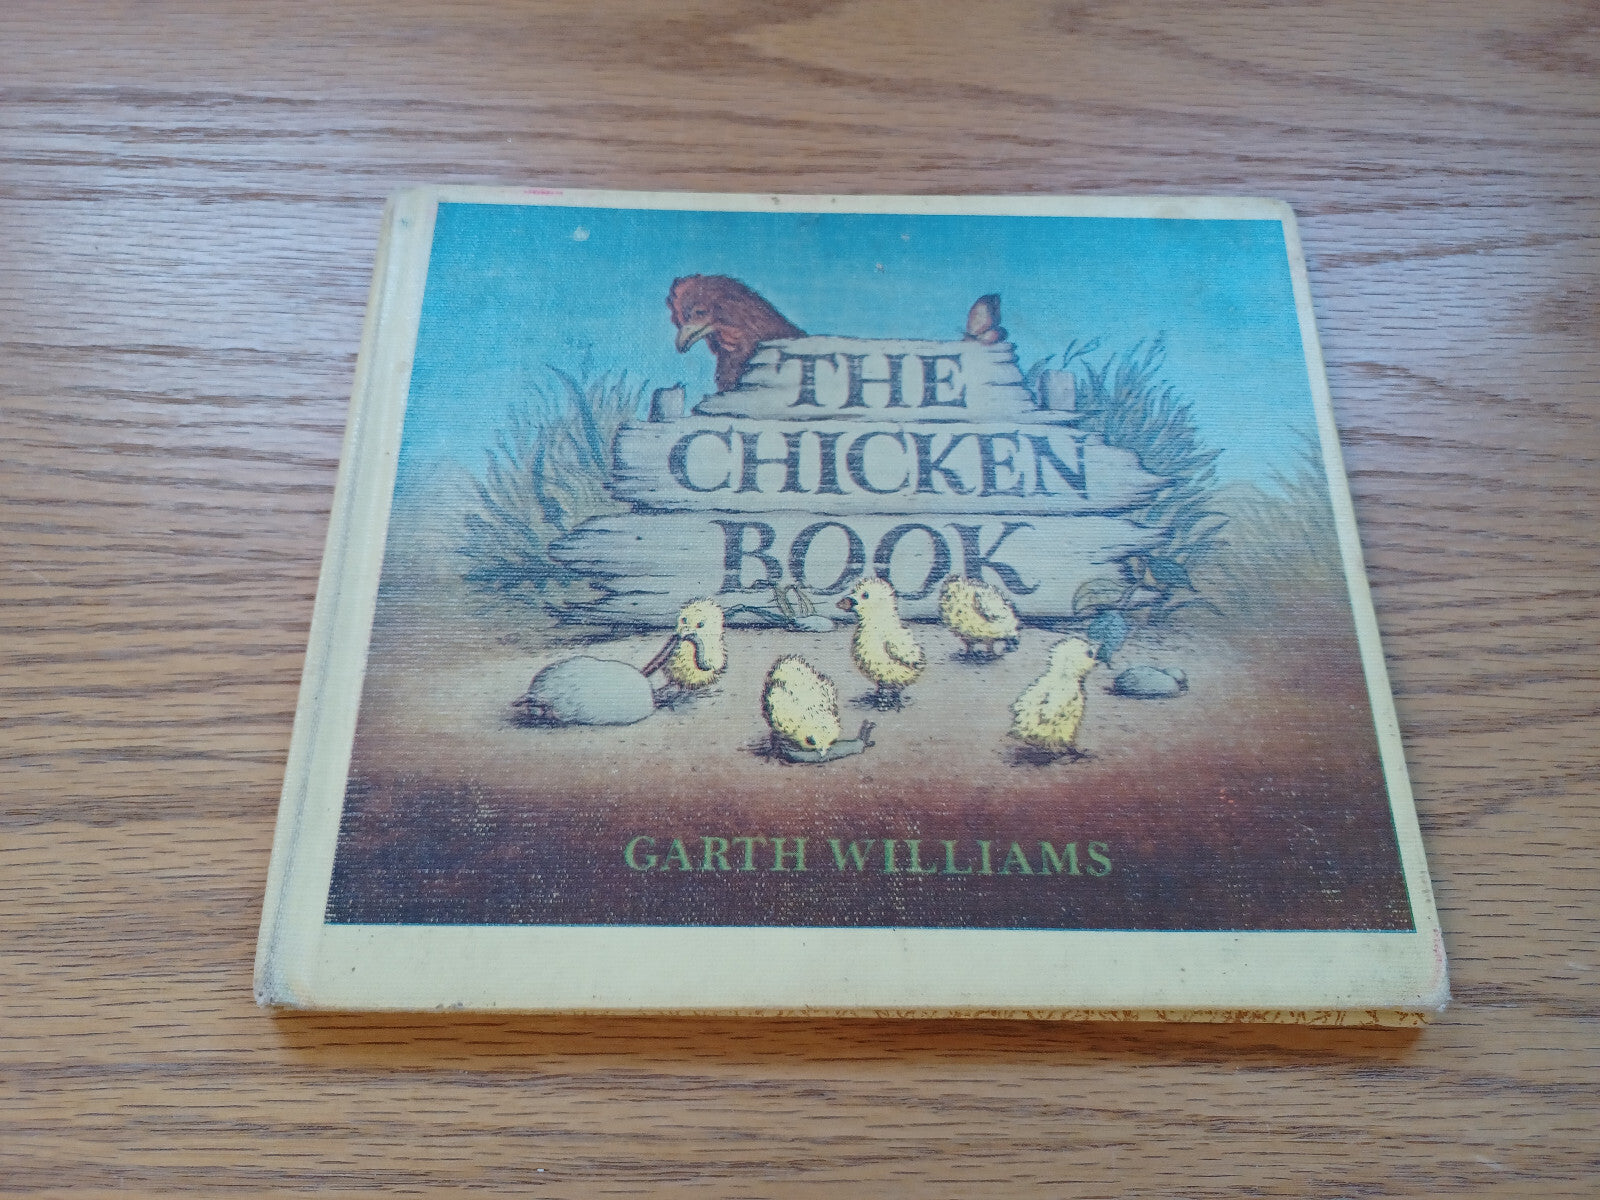 THE
CHICKEN
BOOK
GARTH WILLIAMS